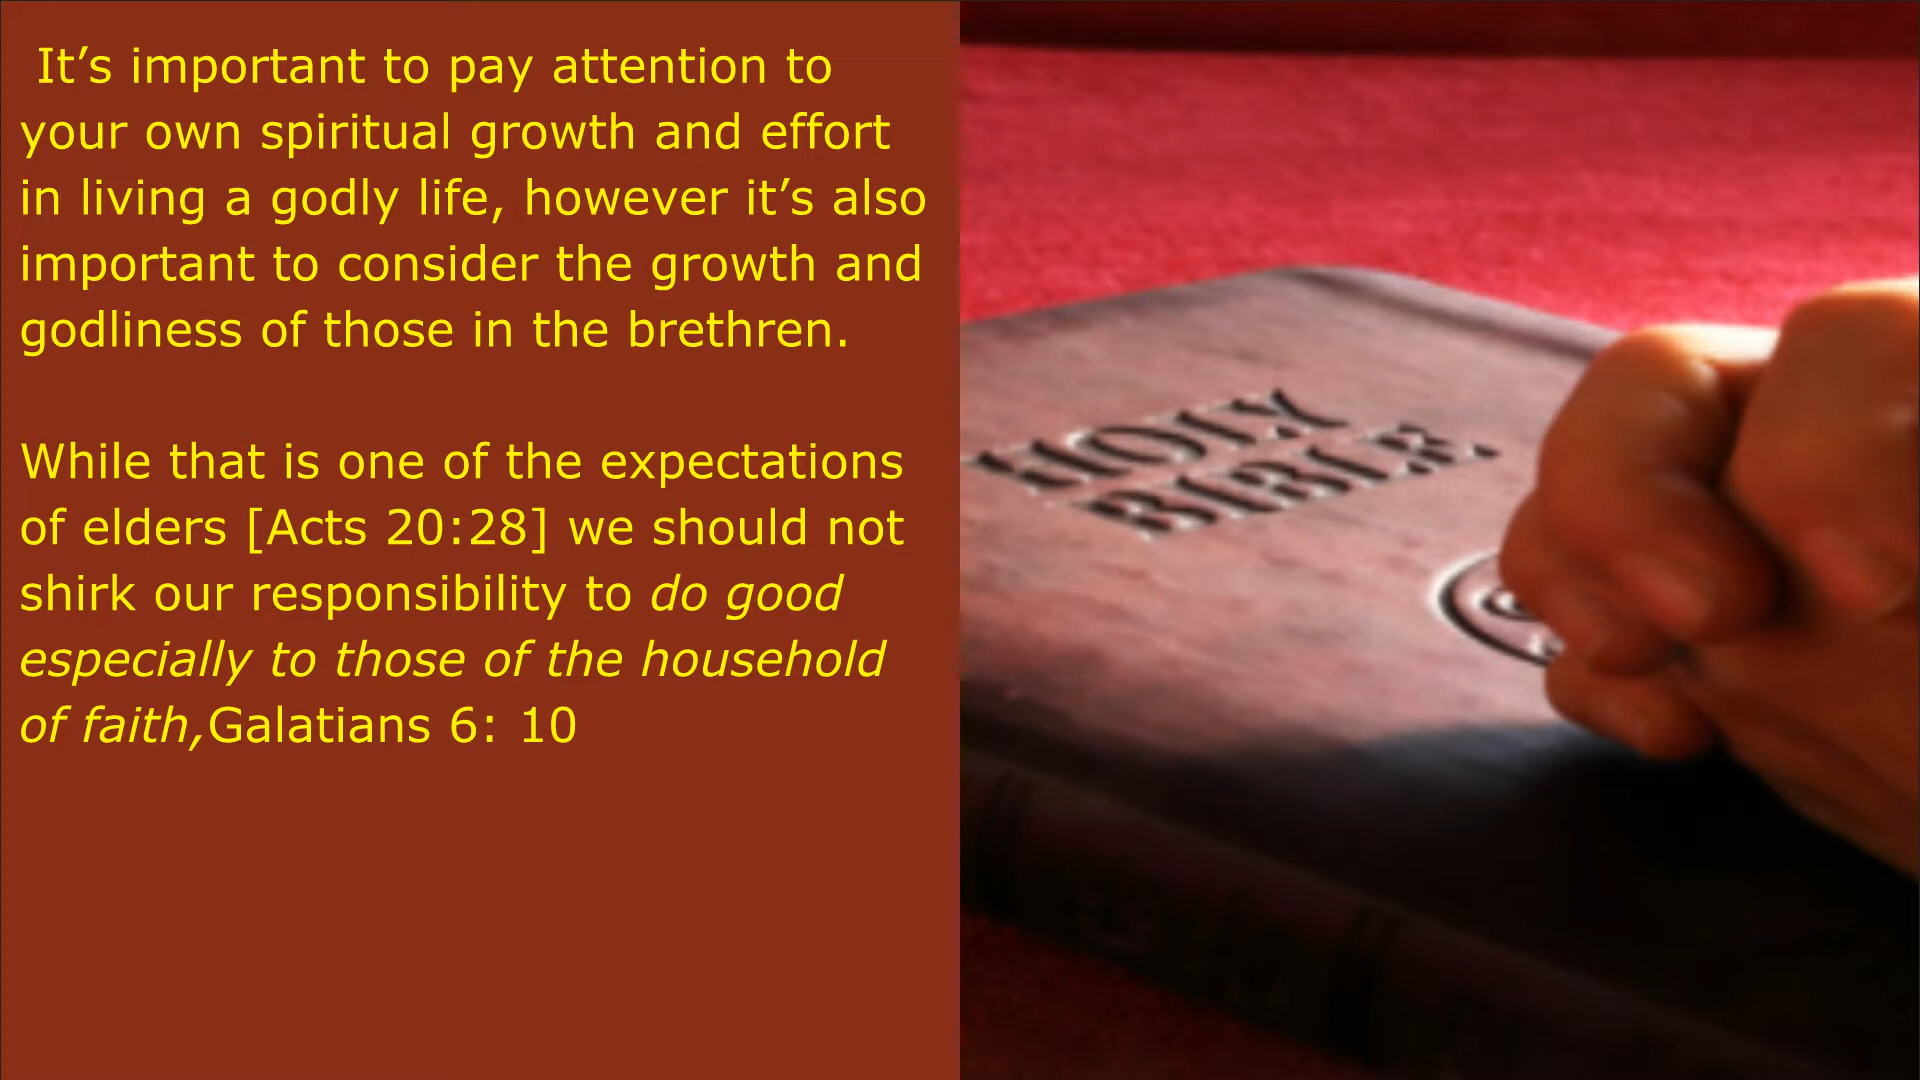 It’s important to pay attention to
your own spiritual growth and effort
in living a godly life, however it’s also
important to consider the growth and
godliness of those in the brethren.
While that is one of the expectations
of elders [Acts 20:28] we should not
shirk our responsibility to do good
especially to those of the household
of faith,Galatians 6: 10
HOLY
BIBLE